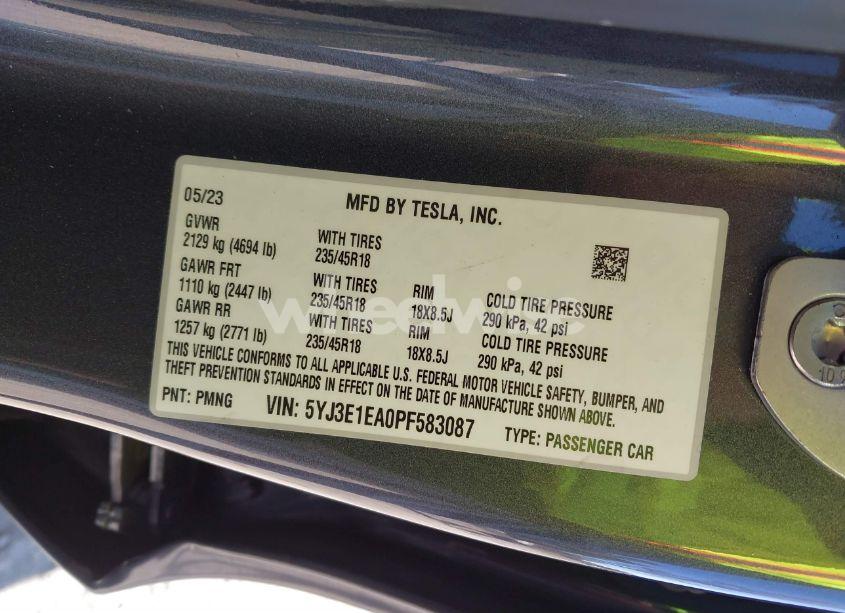 05/23 MFD BY TESLA, INC.
GVWR
2129 kg (4694 lb) WITH TIRES 235/45R18
GAWR FRT
1110 kg (2447 lb) WITH TIRES 235/45R18 RIM 18X8.5J COLD TIRE PRESSURE 290 kPa, 42 psi
GAWR RR
1257 kg (2771 lb) WITH TIRES 235/45R18 RIM 18X8.5J COLD TIRE PRESSURE 290 kPa, 42 psi
THIS VEHICLE CONFORMS TO ALL APPLICABLE U.S. FEDERAL MOTOR VEHICLE SAFETY, BUMPER, AND
THEFT PREVENTION STANDARDS IN EFFECT ON THE DATE OF MANUFACTURE SHOWN ABOVE.
PNT: PMNG VIN: 5YJ3E1EA0PF583087 TYPE: PASSENGER CAR